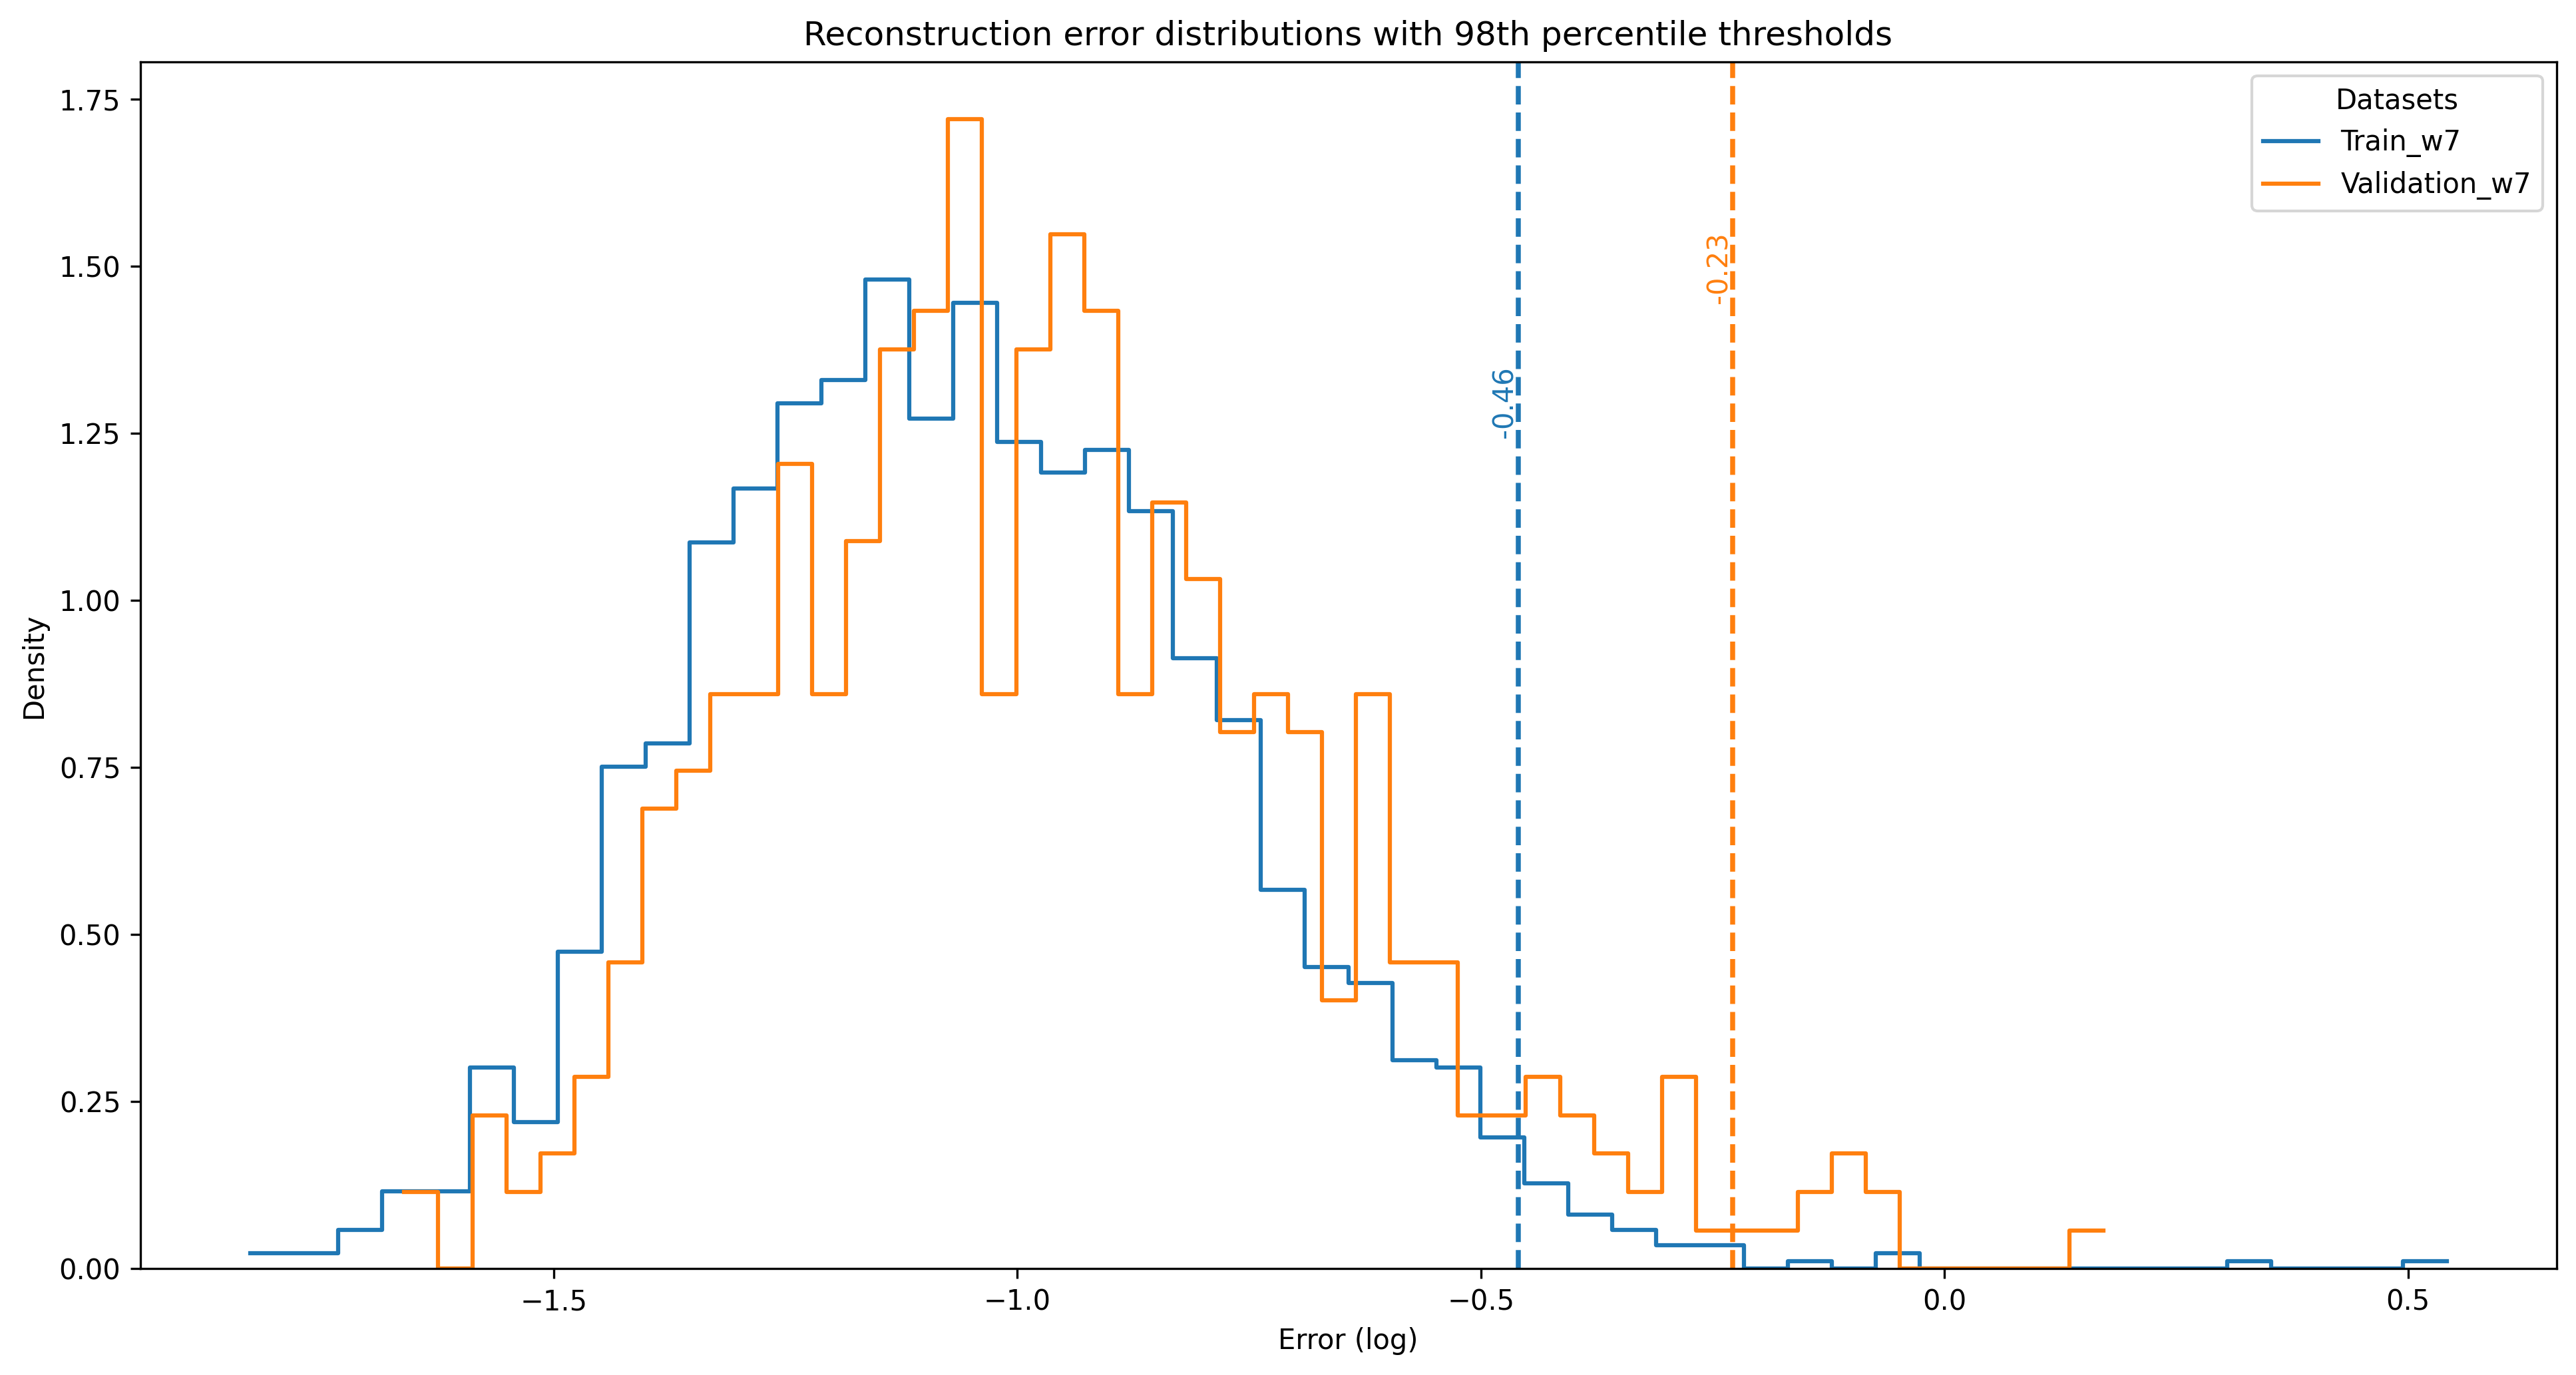 Reconstruction error distributions with 98th percentile thresholds
Datasets
Train_w7
Validation_w7
-0.46
-0.23
Density
1.75
1.50
1.25
1.00
0.75
0.50
0.25
0.00
−1.5
−1.0
−0.5
0.0
0.5
Error (log)